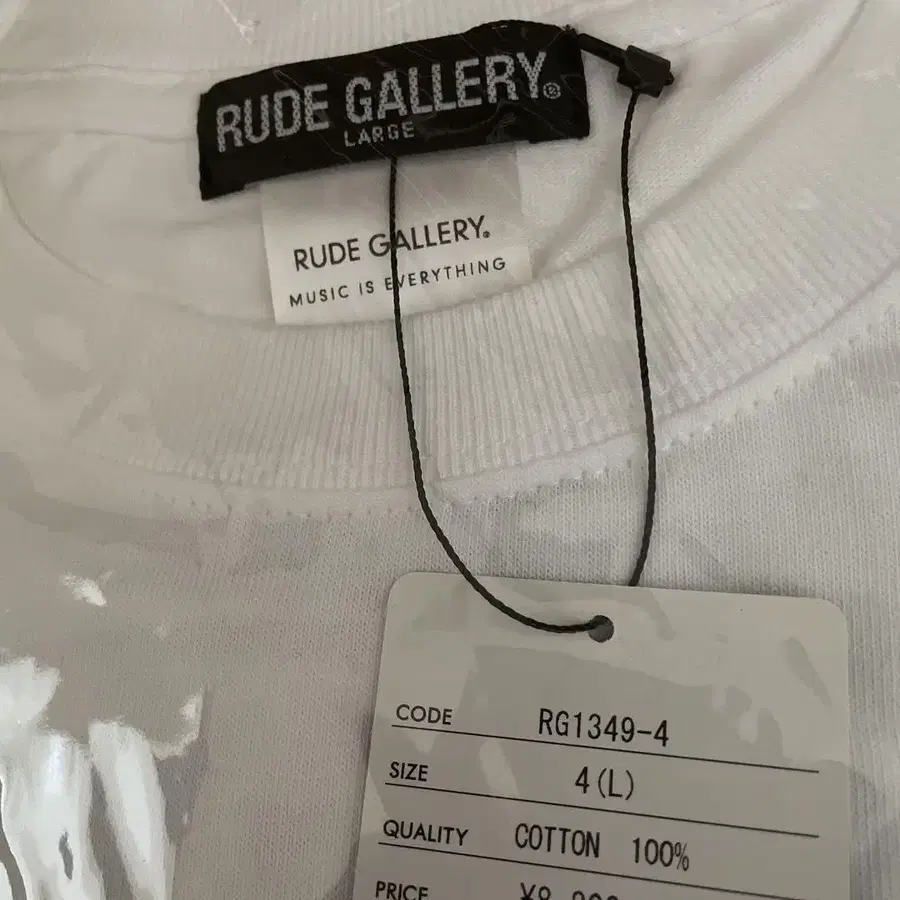 RUDE GALLERY®
LARGE
RUDE GALLERY.
MUSIC IS EVERYTHING
CODE RG1349-4
SIZE 4(L)
QUALITY COTTON 100%
PRICE